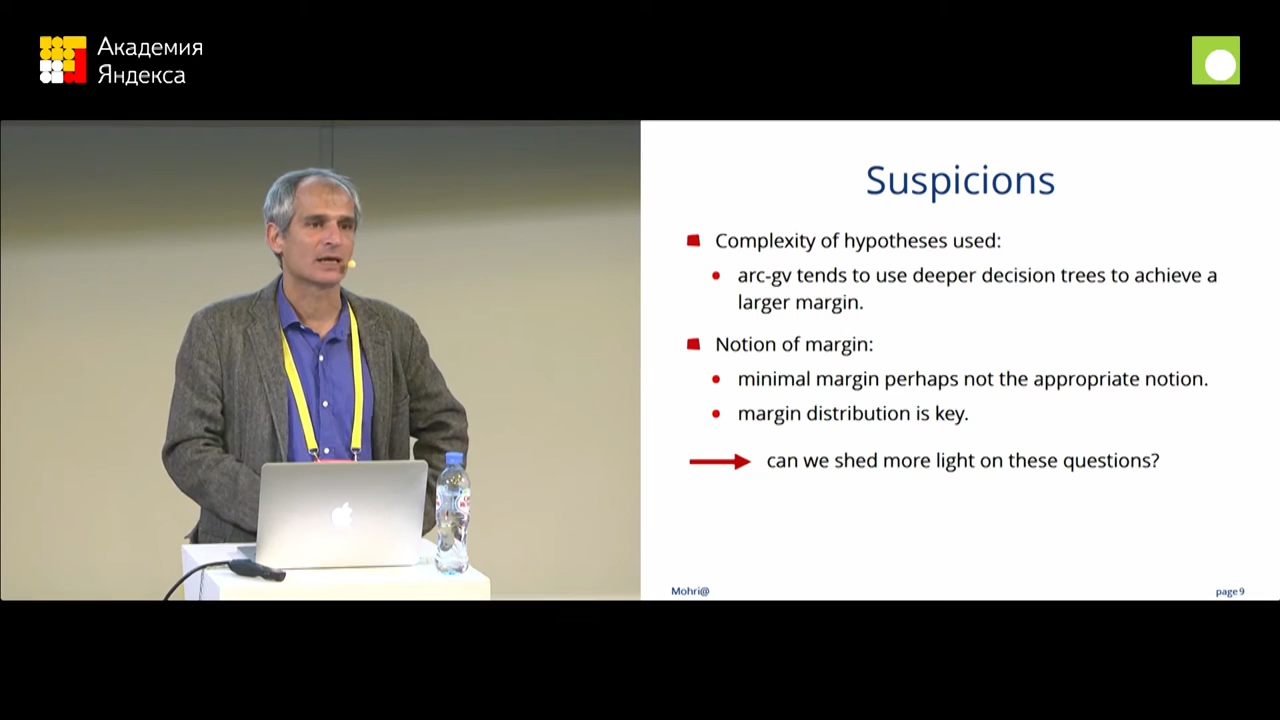 Академия
Яндекса
Suspicions
Complexity of hypotheses used:
arc-gv tends to use deeper decision trees to achieve a
larger margin.
Notion of margin:
minimal margin perhaps not the appropriate notion.
margin distribution is key.
can we shed more light on these questions?
Mohri@
page 9